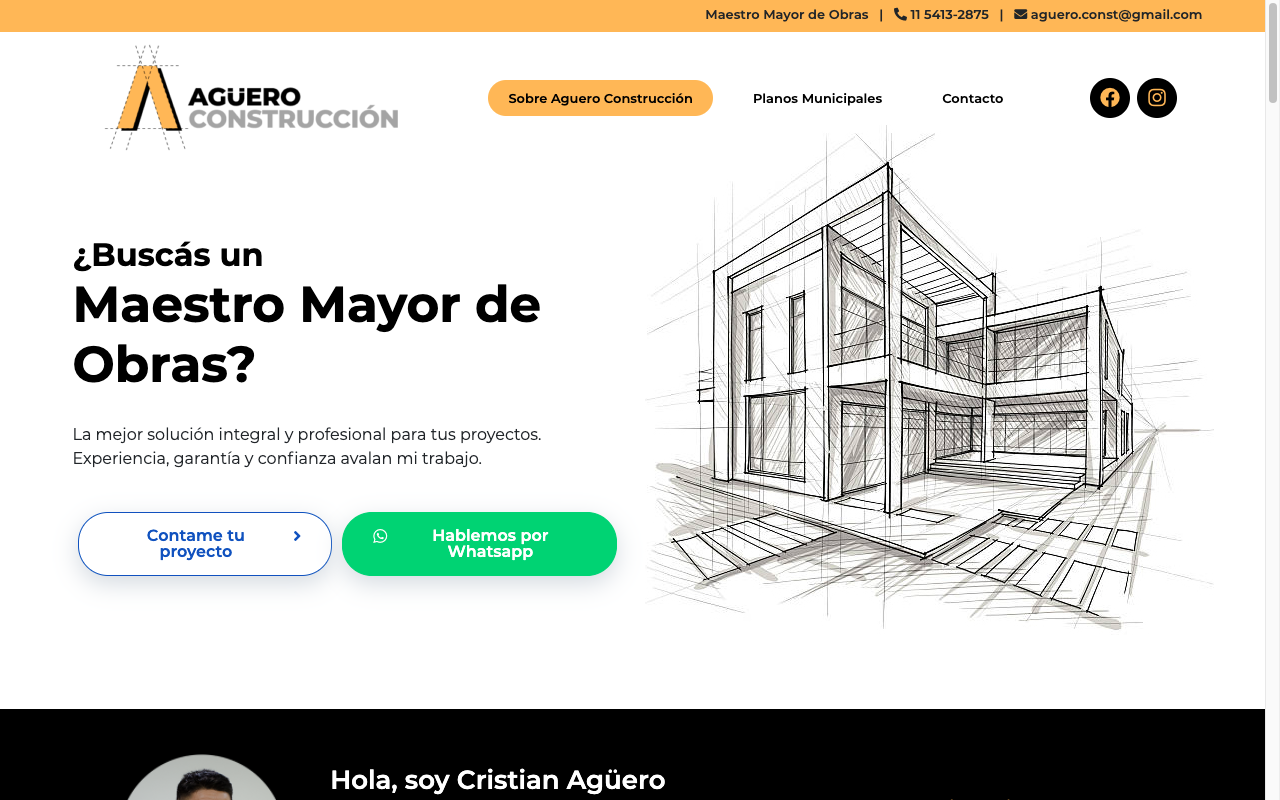 Maestro Mayor de Obras | 11 5413-2875 | aguero.const@gmail.com
AGÜERO
CONSTRUCCIÓN
Sobre Aguero Construcción
Planos Municipales
Contacto
¿Buscás un
Maestro Mayor de
Obras?
La mejor solución integral y profesional para tus proyectos.
Experiencia, garantía y confianza avalan mi trabajo.
Contame tu
proyecto
Hablemos por
Whatsapp
Hola, soy Cristian Agüero